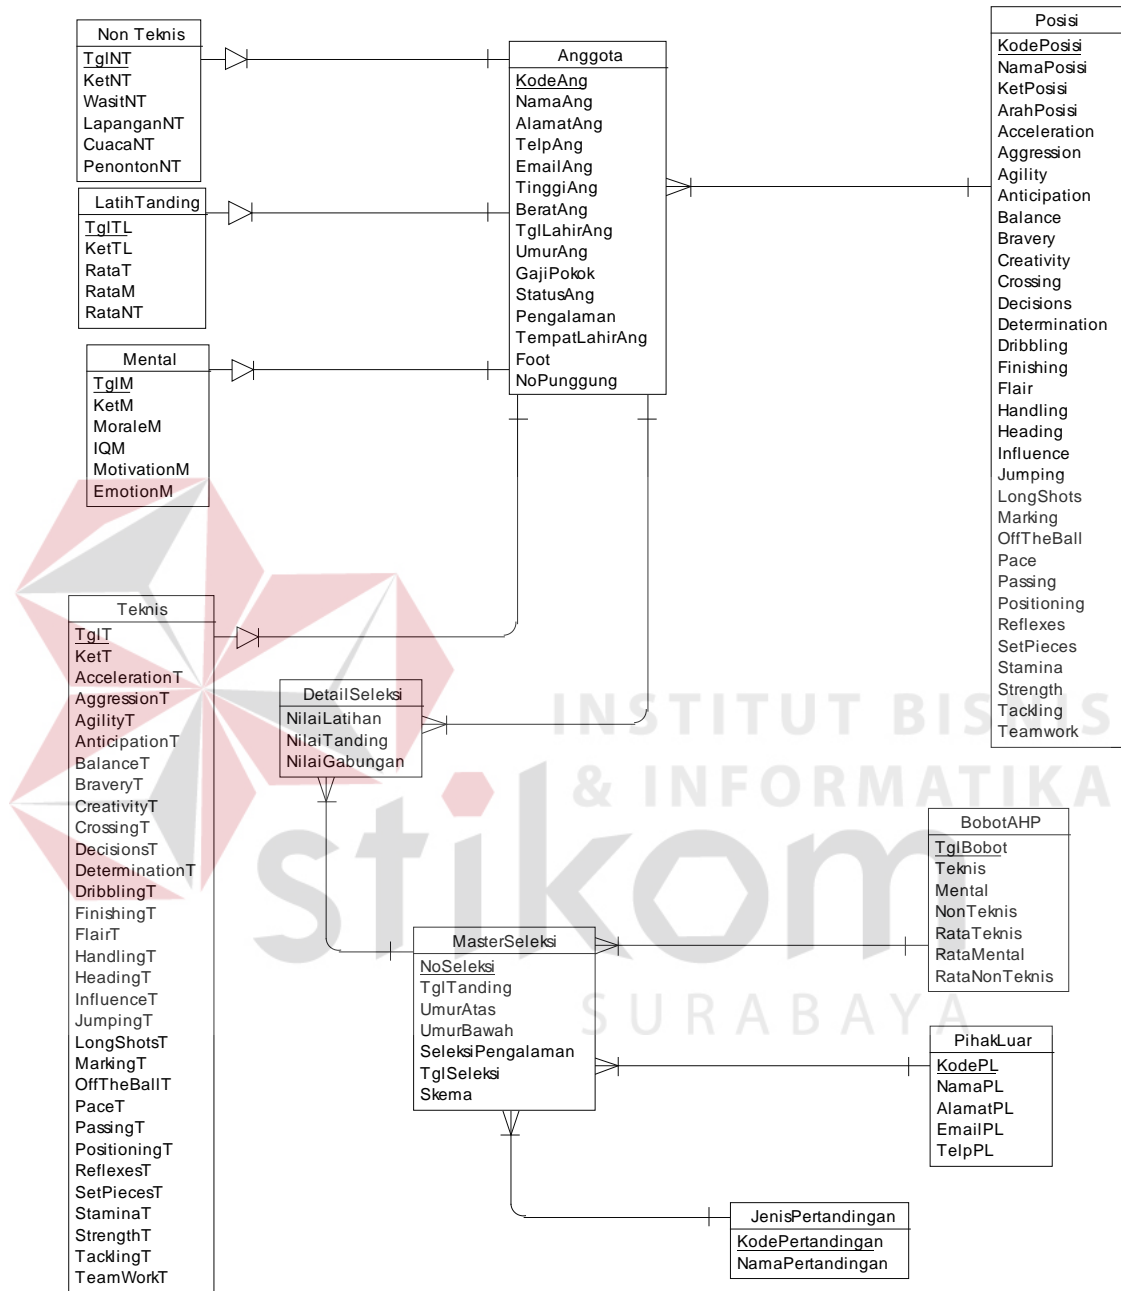 Non Teknis
TglNT
KetNT
WasitNT
LapanganNT
CuacaNT
PenontonNT
LatihTanding
TglTL
KetTL
RataT
RataM
RataNT
Mental
TglM
KetM
MoraleM
IQM
MotivationM
EmotionM
Anggota
KodeAng
NamaAng
AlamatAng
TelpAng
EmailAng
TinggiAng
BeratAng
TglLahirAng
UmurAng
GajiPokok
StatusAng
Pengalaman
TempatLahirAng
Foot
NoPunggung
Posisi
KodePosisi
NamaPosisi
KetPosisi
ArahPosisi
Acceleration
Aggression
Agility
Anticipation
Balance
Bravery
Creativity
Crossing
Decisions
Determination
Dribbling
Finishing
Flair
Handling
Heading
Influence
Jumping
LongShots
Marking
OffTheBall
Pace
Passing
Positioning
Reflexes
SetPieces
Stamina
Strength
Tackling
Teamwork
Teknis
TglT
KetT
AccelerationT
AggressionT
AgilityT
AnticipationT
BalanceT
BraveryT
CreativityT
CrossingT
DecisionsT
DeterminationT
DribblingT
FinishingT
FlairT
HandlingT
HeadingT
InfluenceT
JumpingT
LongShotsT
MarkingT
OffTheBallT
PaceT
PassingT
PositioningT
ReflexesT
SetPiecesT
StaminaT
StrengthT
TacklingT
TeamWorkT
DetailSeleksi
NilaiLatihan
NilaiTanding
NilaiGabungan
INSTITUT BISNIS
& INFORMATIKA
stikom
SURABAYA
MasterSeleksi
NoSeleksi
TglTanding
UmurAtas
UmurBawah
SeleksiPengalaman
TglSeleksi
Skema
BobotAHP
TglBobot
Teknis
Mental
NonTeknis
RataTeknis
RataMental
RataNonTeknis
PihakLuar
KodePL
NamaPL
AlamatPL
EmailPL
TelpPL
JenisPertandingan
KodePertandingan
NamaPertandingan